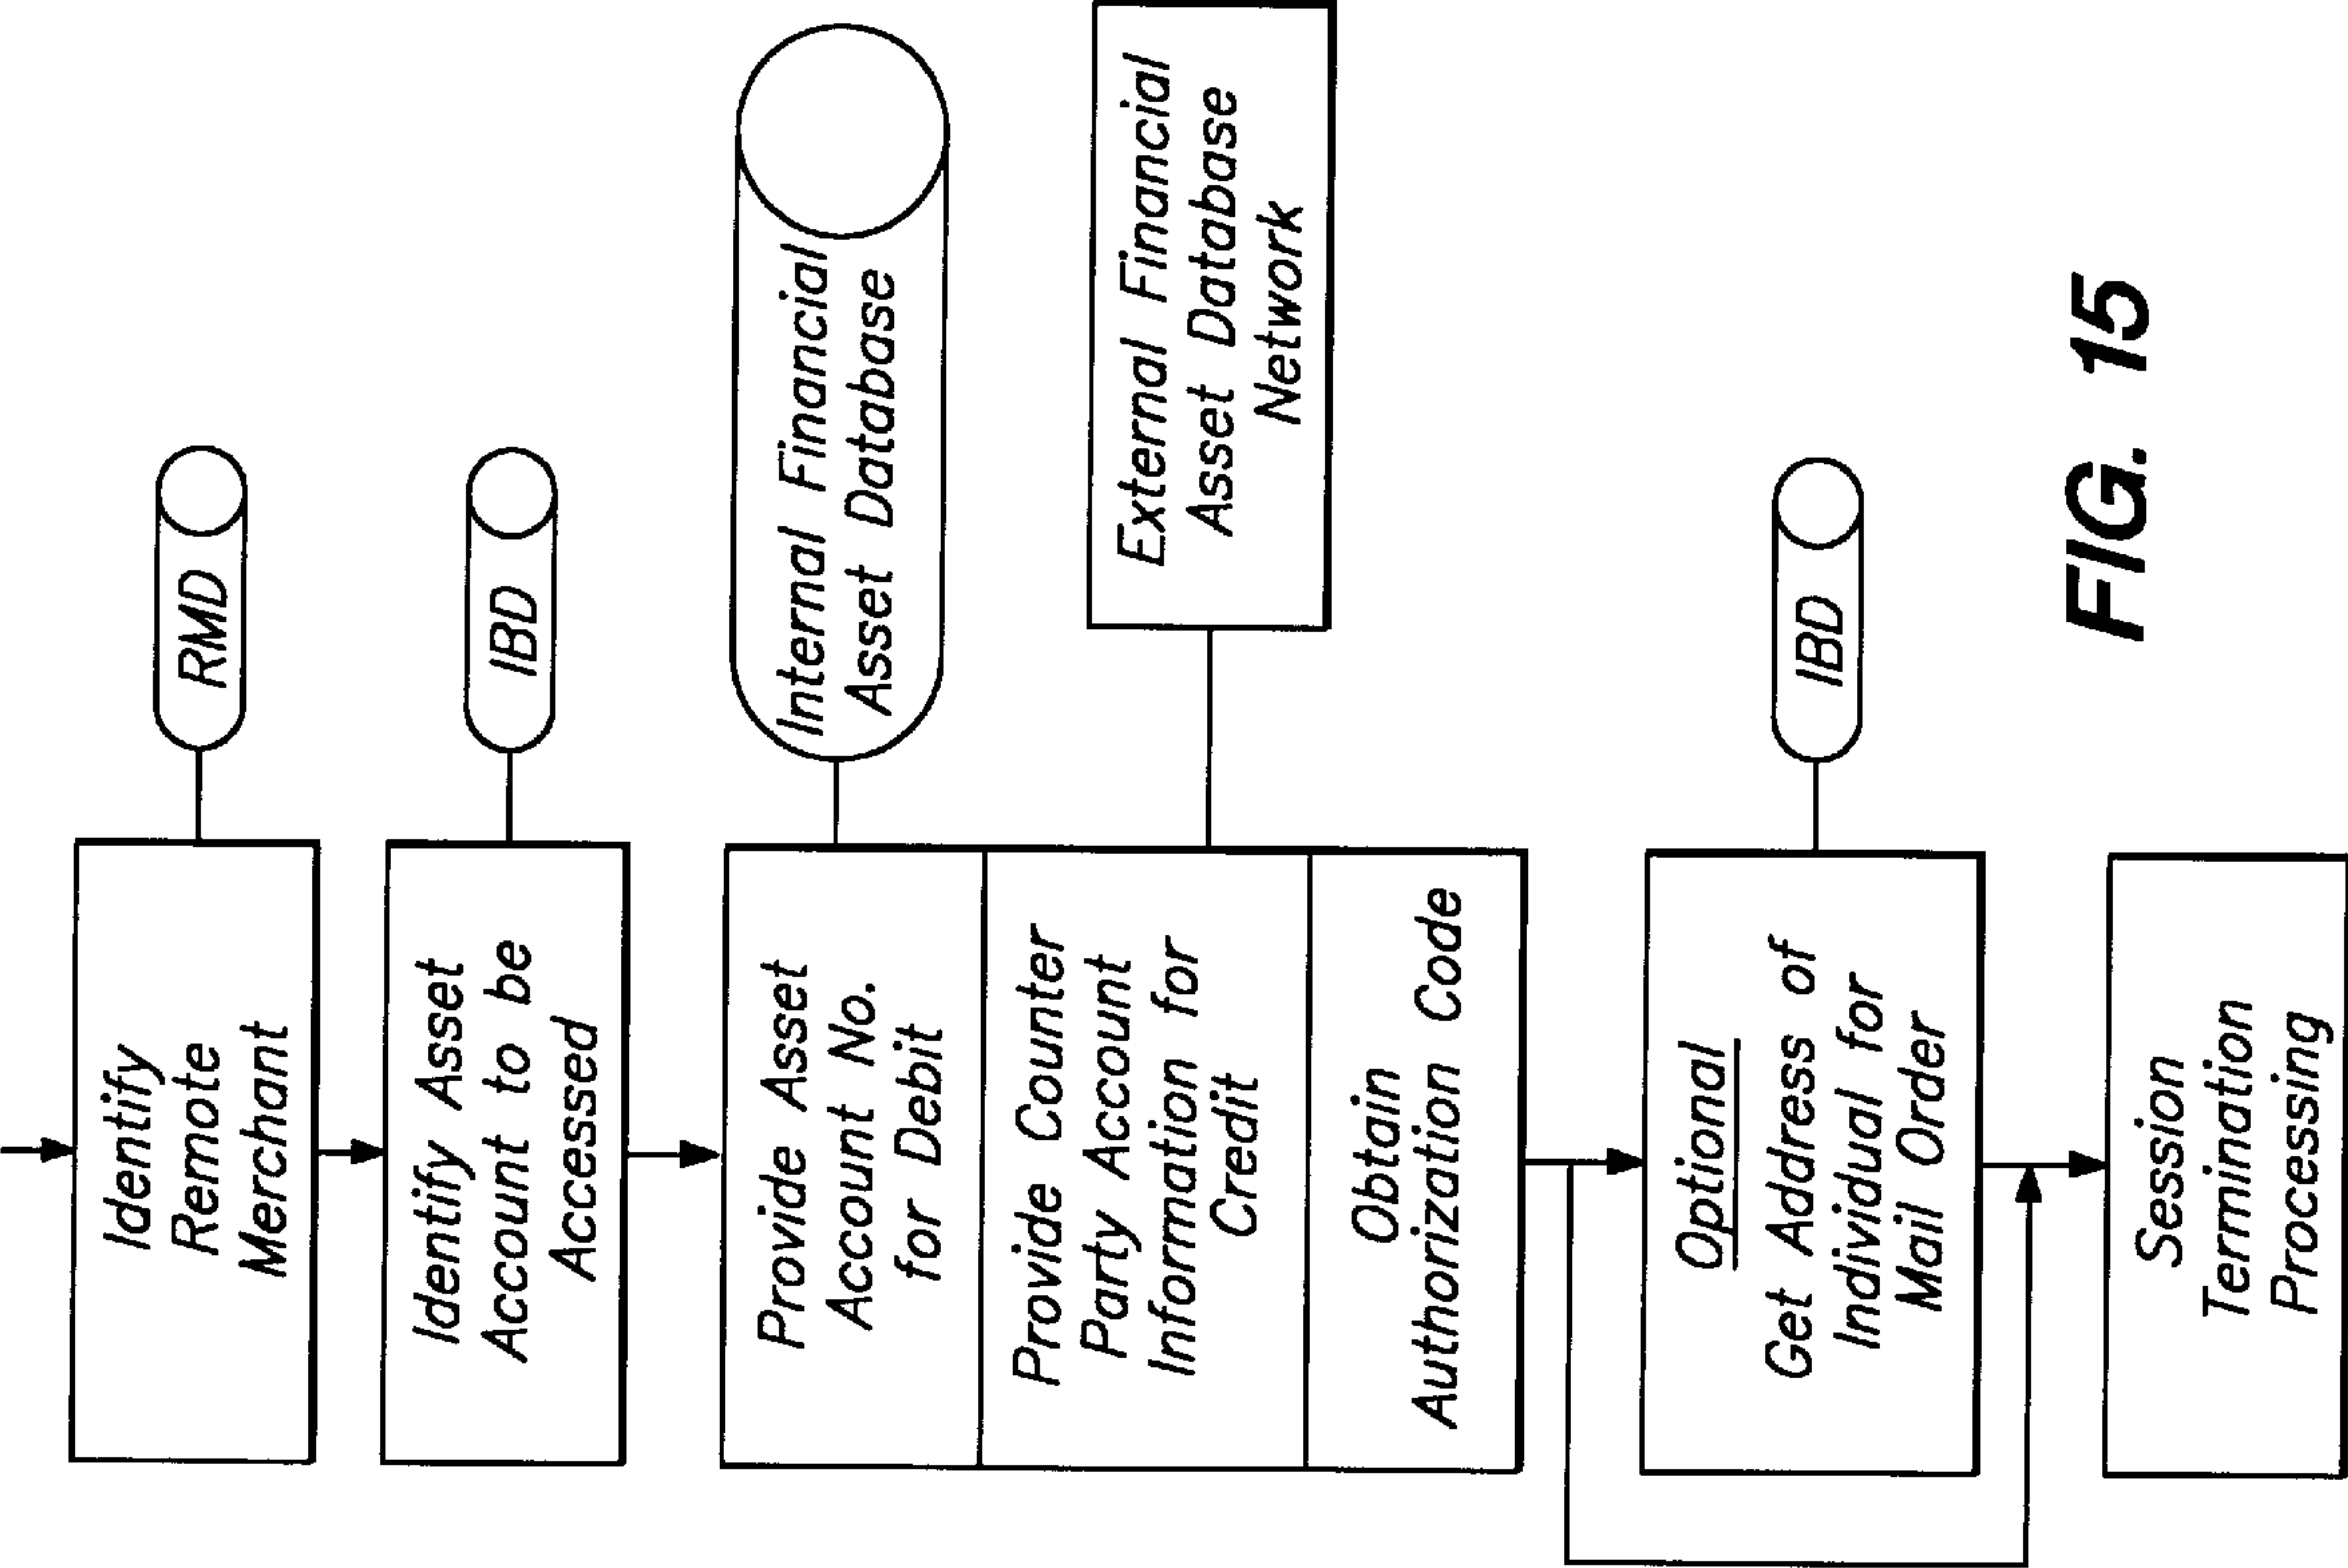 Identify
Remote
Merchant
RMD
Identify Asset
Account to be
Accessed
IBD
Provide Asset
Account No.
for Debit
Internal Financial
Asset Database
Provide Counter
Party Account
Information for
Credit
External Financial
Asset Database
Network
Obtain
Authorization Code
Optional
Get Address of
Individual for
Mail Order
IBD
Session
Termination
Processing
FIG. 15